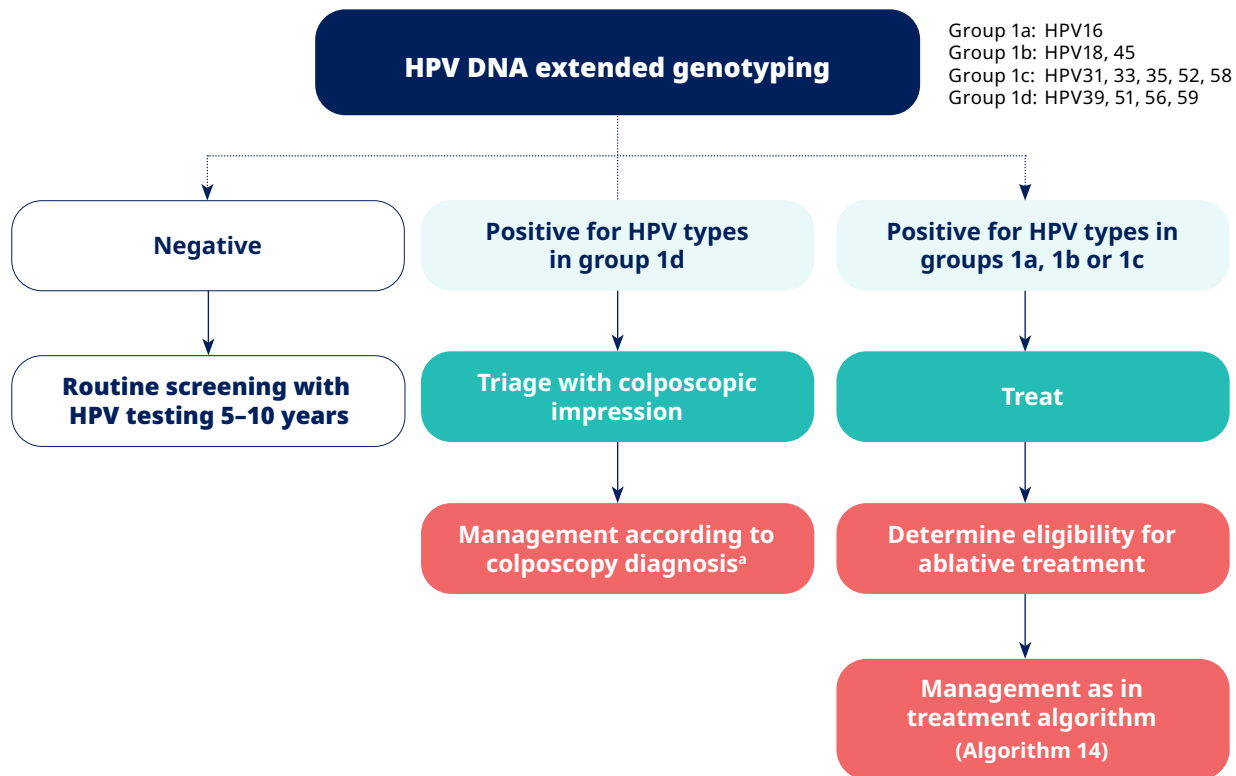 HPV DNA extended genotyping
Group 1a: HPV16
Group 1b: HPV18, 45
Group 1c: HPV31, 33, 35, 52, 58
Group 1d: HPV39, 51, 56, 59
Negative
Routine screening with
HPV testing 5–10 years
Positive for HPV types
in group 1d
Triage with colposcopic
impression
Management according to
colposcopy diagnosisᵃ
Positive for HPV types in
groups 1a, 1b or 1c
Treat
Determine eligibility for
ablative treatment
Management as in
treatment algorithm
(Algorithm 14)